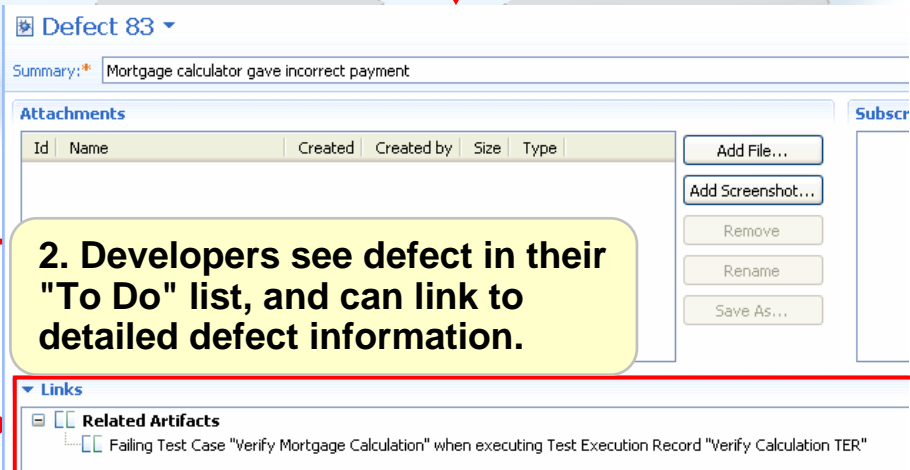 Defect 83
Summary:* Mortgage calculator gave incorrect payment
Attachments
Subscr
Id Name Created Created by Size Type
Add File...
Add Screenshot...
Remove
Rename
Save As...
2. Developers see defect in their
"To Do" list, and can link to
detailed defect information.
Links
Related Artifacts
Failing Test Case "Verify Mortgage Calculation" when executing Test Execution Record "Verify Calculation TER"